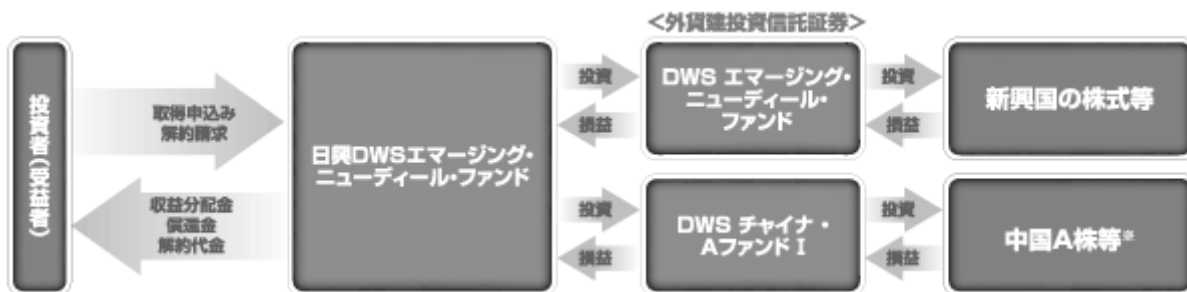 <外貨建投資信託証券>
投資者(受益者)
取得申込み
解約請求
収益分配金
償還金
解約代金
日興DWSエマージング・
ニューディール・ファンド
投資
損益
DWS エマージング・
ニューディール・
ファンド
投資
損益
新興国の株式等
投資
損益
DWS チャイナ・
AファンドⅠ
投資
損益
中国A株等※